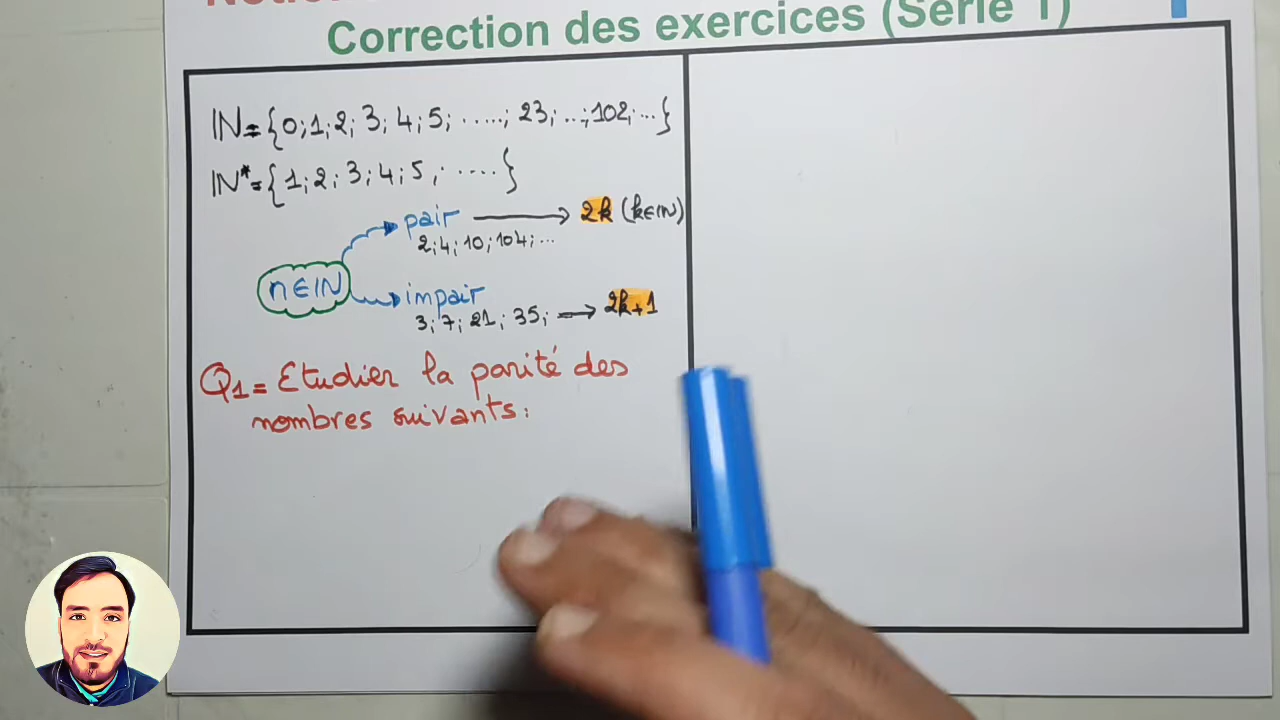 Correction des exercices (Série 1)
IN={0;1;2;3;4;5;.....;23;...;102;...}
IN*={1;2;3;4;5;....}
pair → 2k (k∈IN)
2;4;10;104;...
n∈IN
impair
3;7;21;35; → 2k+1
Q1= Etudier la parité des
nombres suivants: